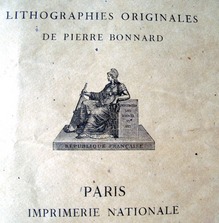 LITHOGRAPHIES ORIGINALES
DE PIERRE BONNARD
RÉPUBLIQUE FRANÇAISE
PARIS
IMPRIMERIE NATIONALE